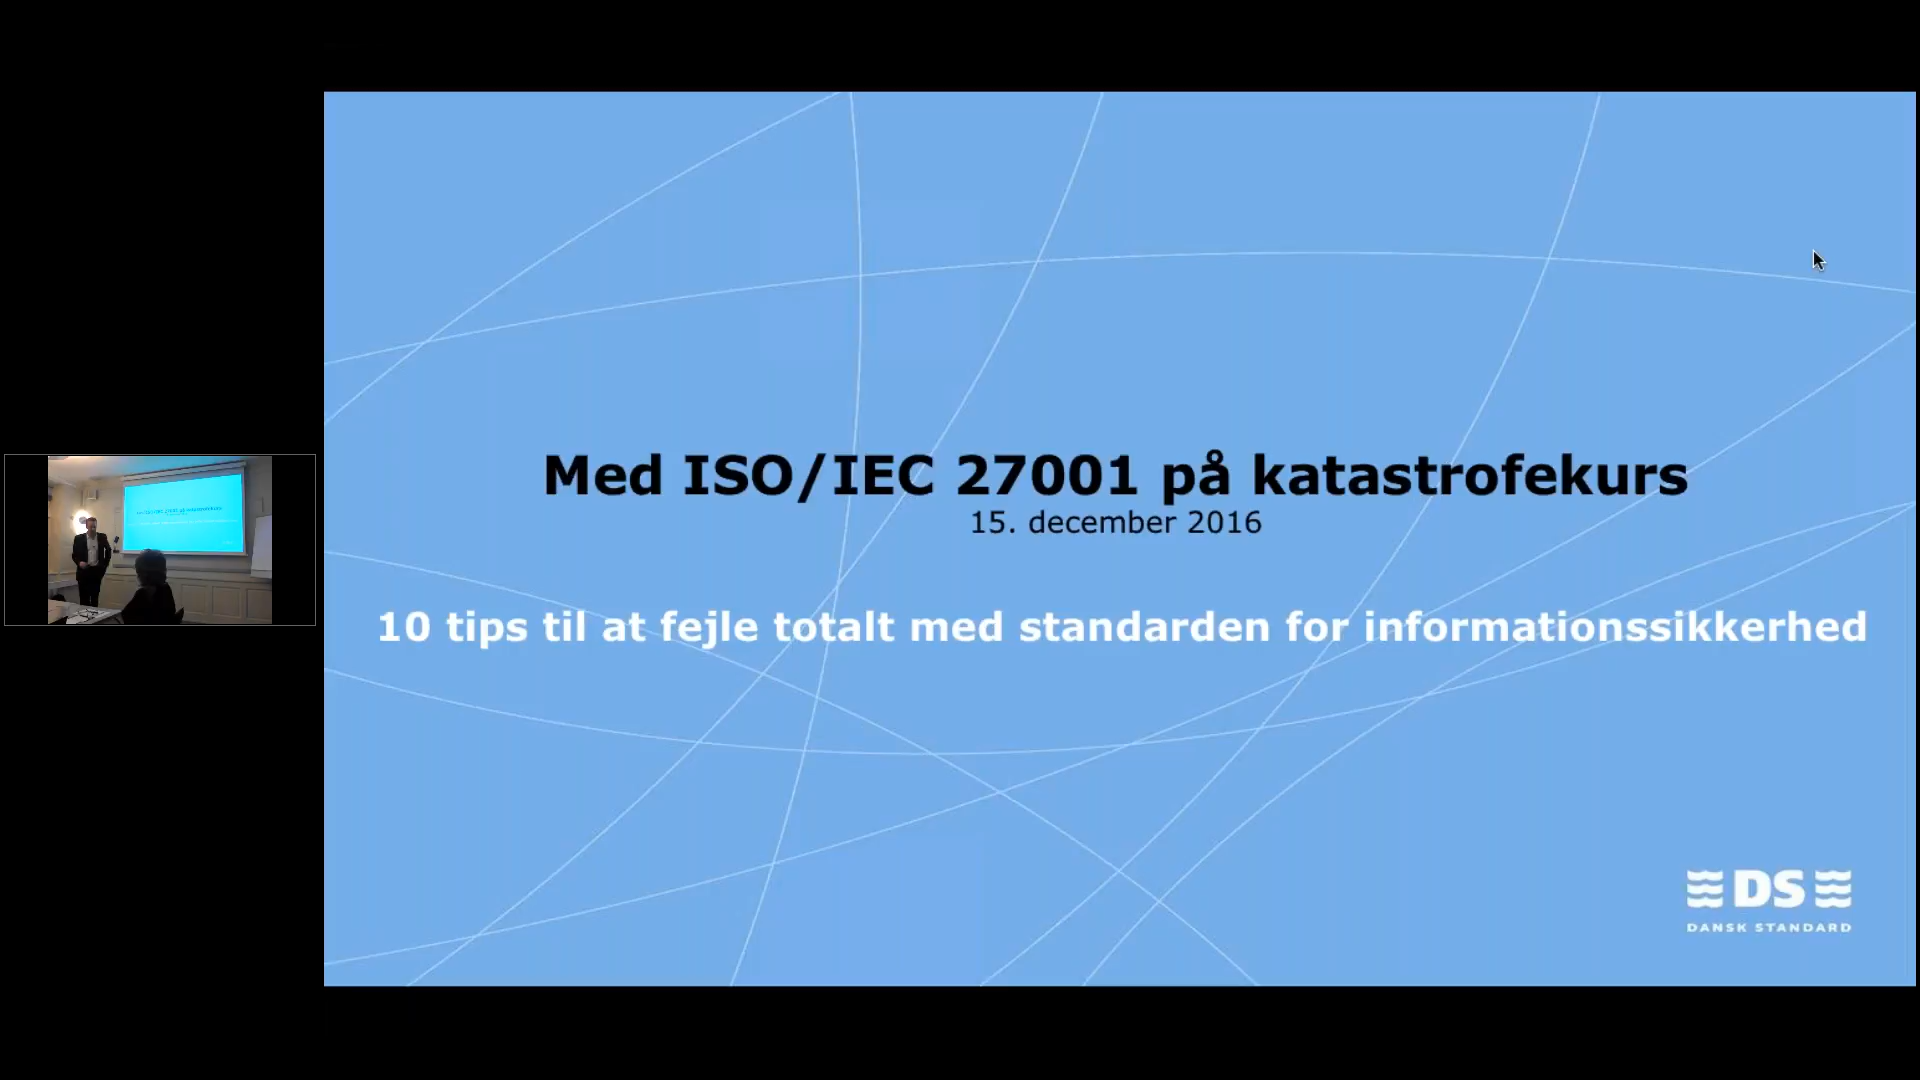 Med ISO/IEC 27001 på katastrofekurs
15. december 2016
10 tips til at fejle totalt med standarden for informationssikkerhed
DS
DANSK STANDARD